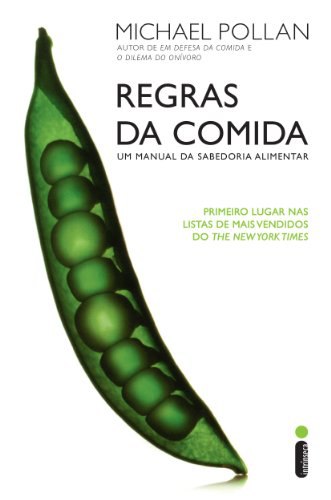 MICHAEL POLLAN
AUTOR DE EM DEFESA DA COMIDA E
O DILEMA DO ONÍVORO
REGRAS
DA COMIDA
UM MANUAL DA SABEDORIA ALIMENTAR
PRIMEIRO LUGAR NAS
LISTAS DE MAIS VENDIDOS
DO THE NEW YORK TIMES
intrínseca